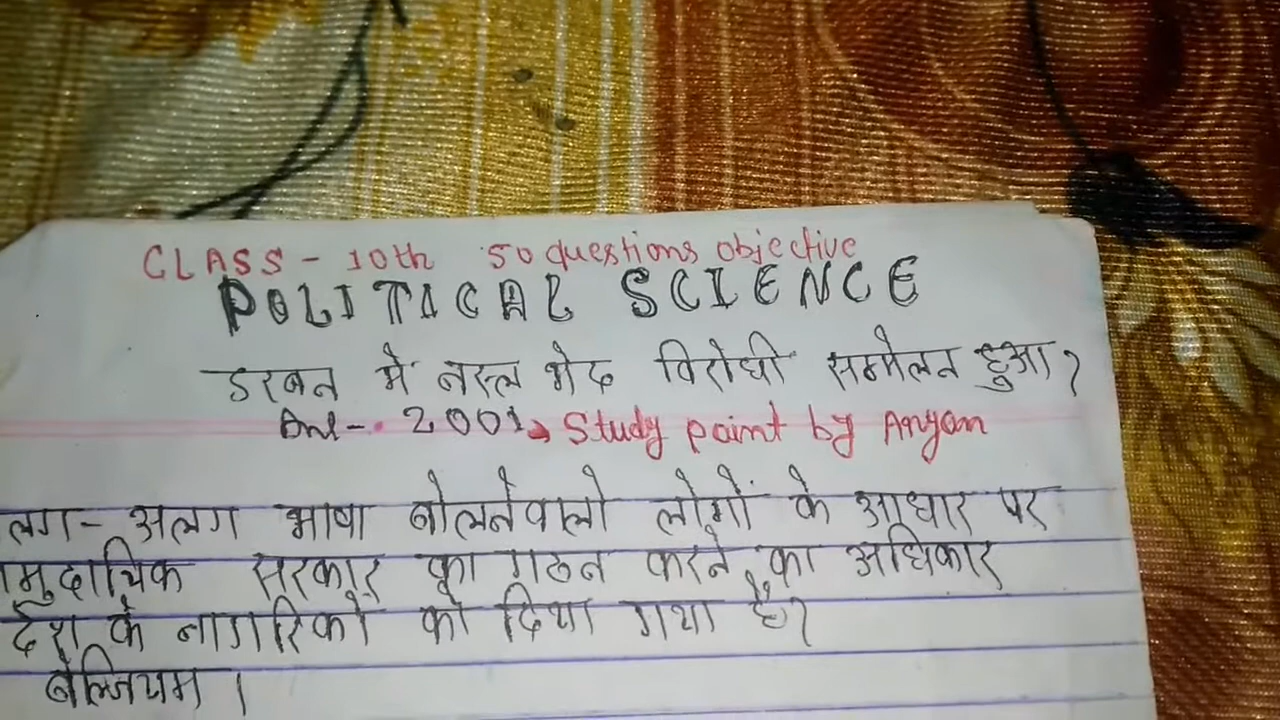 CLASS - 10th 50 questions objective
POLITICAL SCIENCE
डरबन में नस्ल भेद विरोधी सम्मेलन हुआ?
Ans - 2001 Study point by Anyan
लग - अलग भाषा बोलनेवालो लोगों के आधार पर
मुदायिक सरकार का गठन करने का अधिकार
देश के नागरिकों को दिया गया है?
बेल्जियम ।